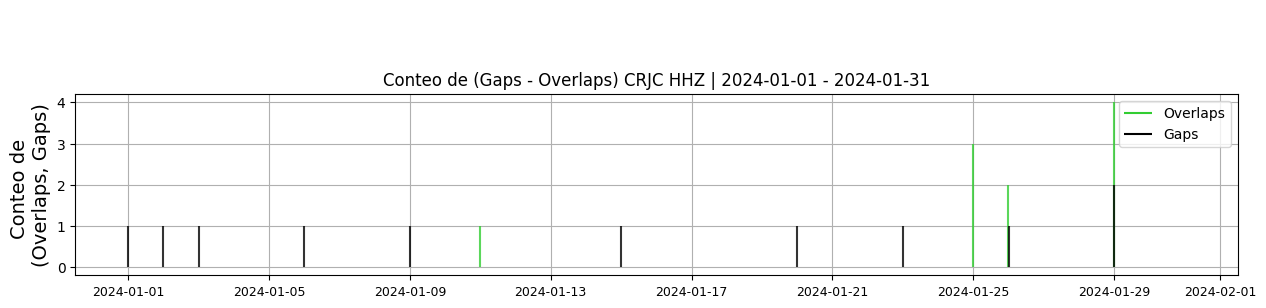 Conteo de (Gaps - Overlaps) CRJC HHZ | 2024-01-01 - 2024-01-31
Conteo de
(Overlaps, Gaps)
4
3
2
1
0
Overlaps
Gaps
2024-01-01 2024-01-05 2024-01-09 2024-01-13 2024-01-17 2024-01-21 2024-01-25 2024-01-29 2024-02-01